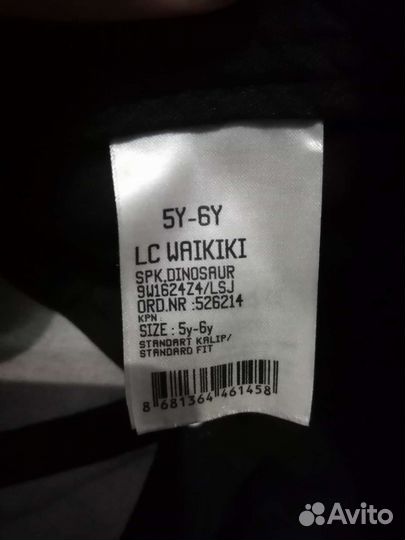 5Y-6Y
LC WAIKIKI
SPK.DINOSAUR
9W1624Z4/LSJ
ORD.NR :526214
KPN :
SIZE : 5y-6y
STANDART KALIP/
STANDARD FIT
8 681364 461458
Avito